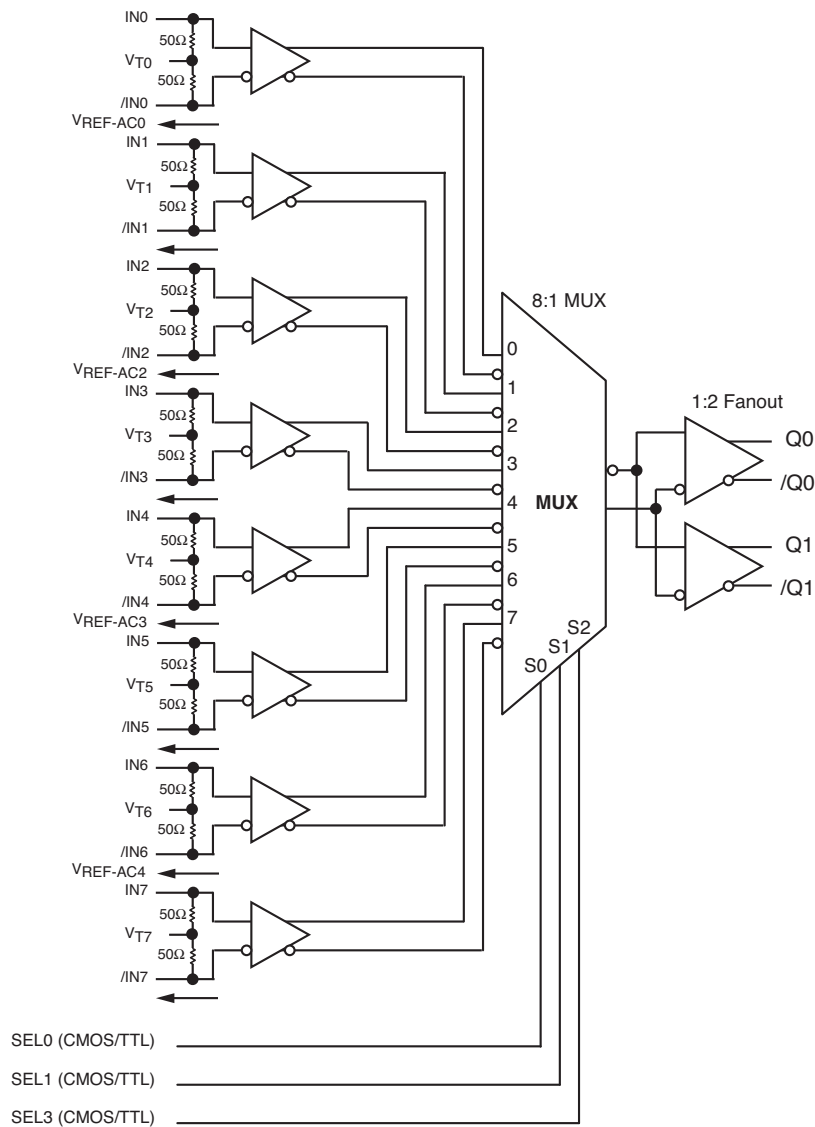 IN0
50Ω
VT0
50Ω
/IN0
VREF-AC0
IN1
50Ω
VT1
50Ω
/IN1
IN2
50Ω
VT2
50Ω
/IN2
VREF-AC2
IN3
50Ω
VT3
50Ω
/IN3
IN4
50Ω
VT4
50Ω
/IN4
VREF-AC3
IN5
50Ω
VT5
50Ω
/IN5
IN6
50Ω
VT6
50Ω
/IN6
VREF-AC4
IN7
50Ω
VT7
50Ω
/IN7
8:1 MUX
0
1
2
3
4
5
6
7
MUX
S0
S1
S2
1:2 Fanout
Q0
/Q0
Q1
/Q1
SEL0 (CMOS/TTL)
SEL1 (CMOS/TTL)
SEL3 (CMOS/TTL)